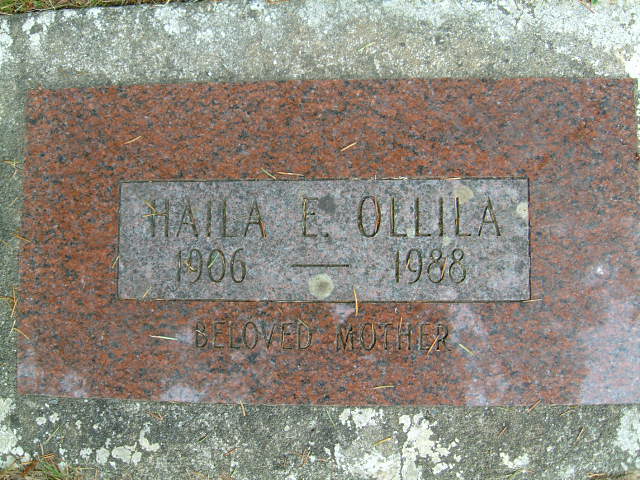 HAILA E. OLLILA
1906 — 1988
BELOVED MOTHER